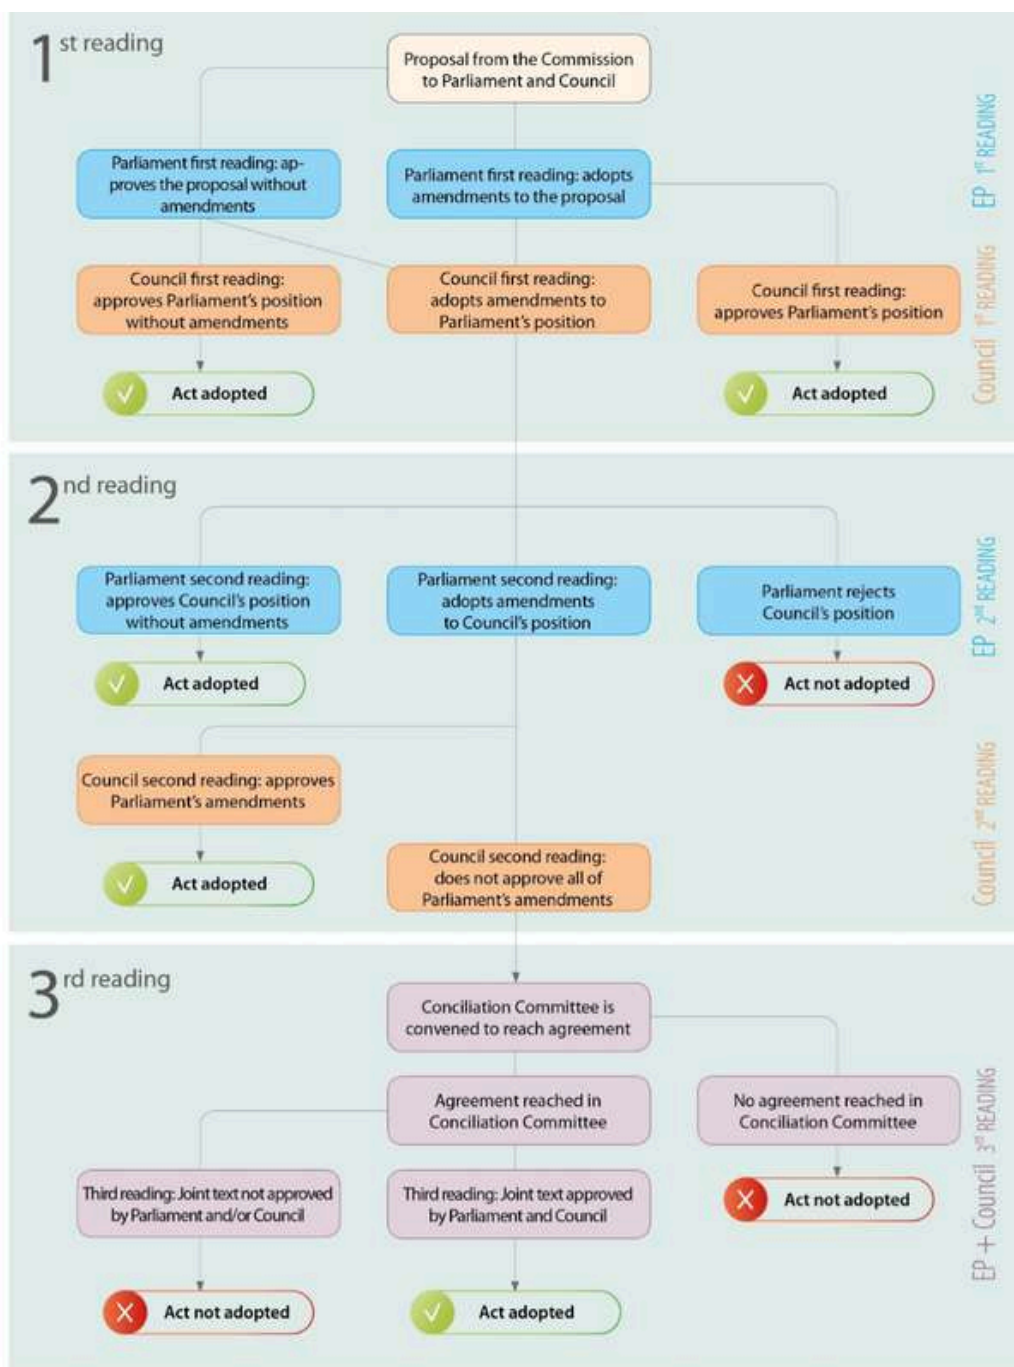 1st reading
Proposal from the Commission
to Parliament and Council
Parliament first reading: ap-
proves the proposal without
amendments
Parliament first reading: adopts
amendments to the proposal
EP 1st READING
Council first reading:
approves Parliament's position
without amendments
Council first reading:
adopts amendments to
Parliament's position
Council first reading:
approves Parliament's position
Council 1st READING
Act adopted
Act adopted
2nd reading
Parliament second reading:
approves Council's position
without amendments
Parliament second reading:
adopts amendments
to Council's position
Parliament rejects
Council's position
EP 2nd READING
Act adopted
Act not adopted
Council second reading: approves
Parliament's amendments
Act adopted
Council second reading:
does not approve all of
Parliament's amendments
Council 2nd READING
3rd reading
Conciliation Committee is
convened to reach agreement
Agreement reached in
Conciliation Committee
No agreement reached in
Conciliation Committee
Act not adopted
Third reading: Joint text not approved
by Parliament and/or Council
Third reading: Joint text approved
by Parliament and Council
EP + Council 3rd READING
Act not adopted
Act adopted